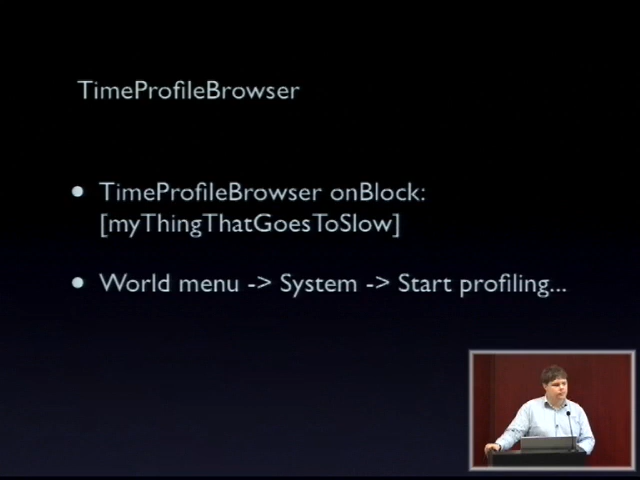 TimeProfileBrowser
• TimeProfileBrowser onBlock:
[myThingThatGoesToSlow]
• World menu -> System -> Start profiling...